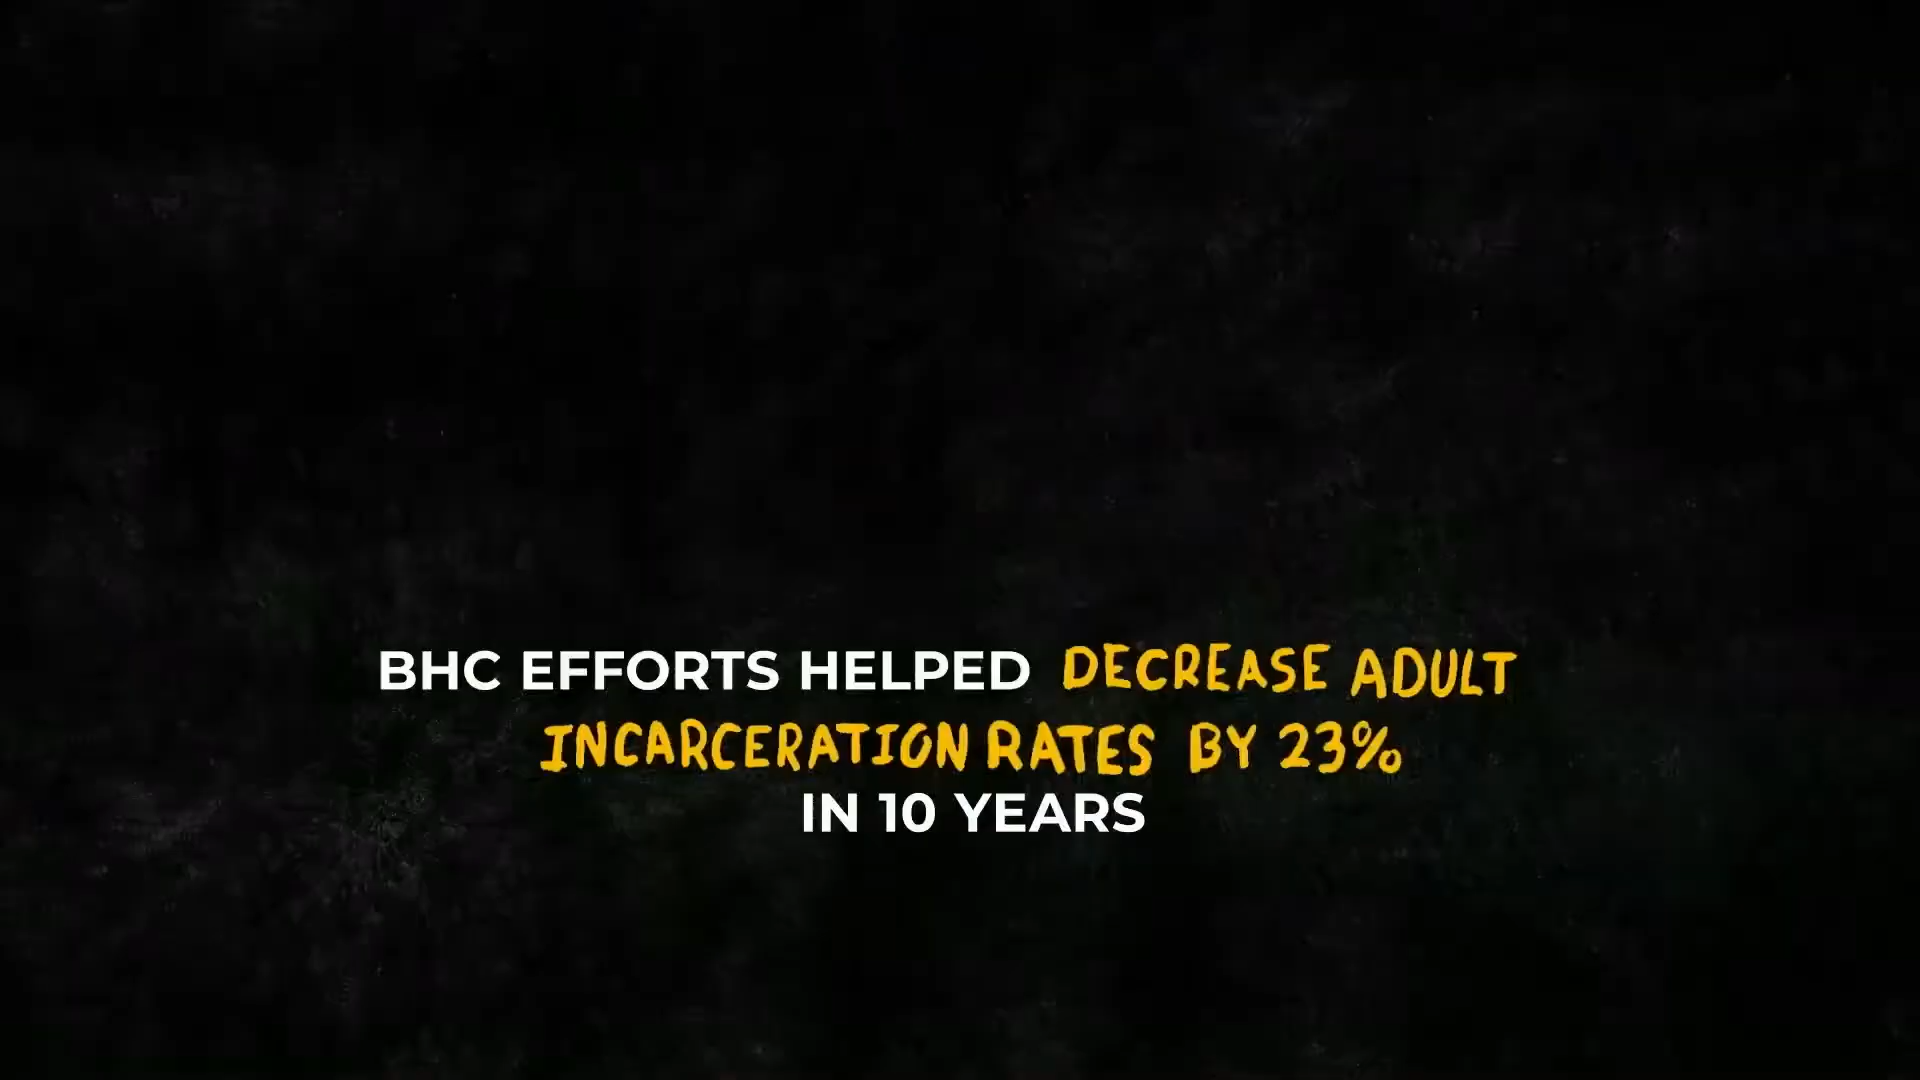 BHC EFFORTS HELPED DECREASE ADULT
INCARCERATION RATES BY 23%
IN 10 YEARS